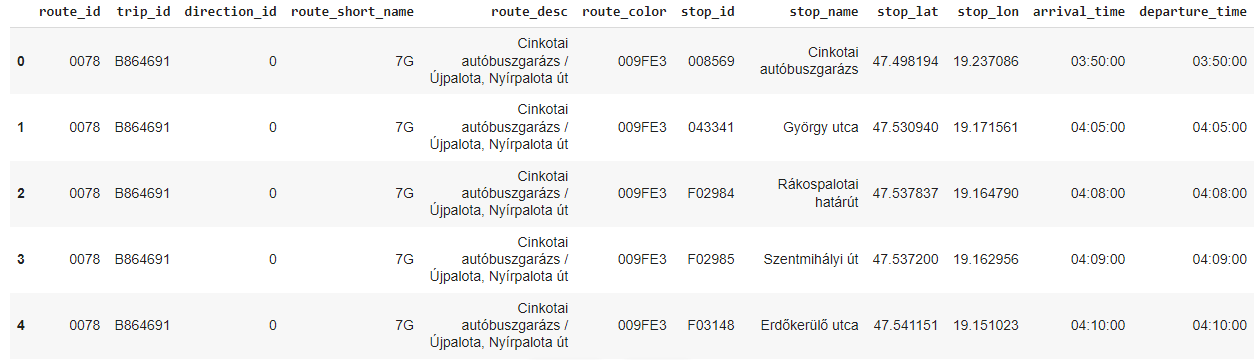 route_id trip_id direction_id route_short_name route_desc route_color stop_id stop_name stop_lat stop_lon arrival_time departure_time
0 0078 B864691 0 7G Cinkotai autóbuszgarázs / Újpalota, Nyírpalota út 009FE3 008569 Cinkotai autóbuszgarázs 47.498194 19.237086 03:50:00 03:50:00
1 0078 B864691 0 7G Cinkotai autóbuszgarázs / Újpalota, Nyírpalota út 009FE3 043341 György utca 47.530940 19.171561 04:05:00 04:05:00
2 0078 B864691 0 7G Cinkotai autóbuszgarázs / Újpalota, Nyírpalota út 009FE3 F02984 Rákospalotai határút 47.537837 19.164790 04:08:00 04:08:00
3 0078 B864691 0 7G Cinkotai autóbuszgarázs / Újpalota, Nyírpalota út 009FE3 F02985 Szentmihályi út 47.537200 19.162956 04:09:00 04:09:00
4 0078 B864691 0 7G Cinkotai autóbuszgarázs / Újpalota, Nyírpalota út 009FE3 F03148 Erdőkerülő utca 47.541151 19.151023 04:10:00 04:10:00